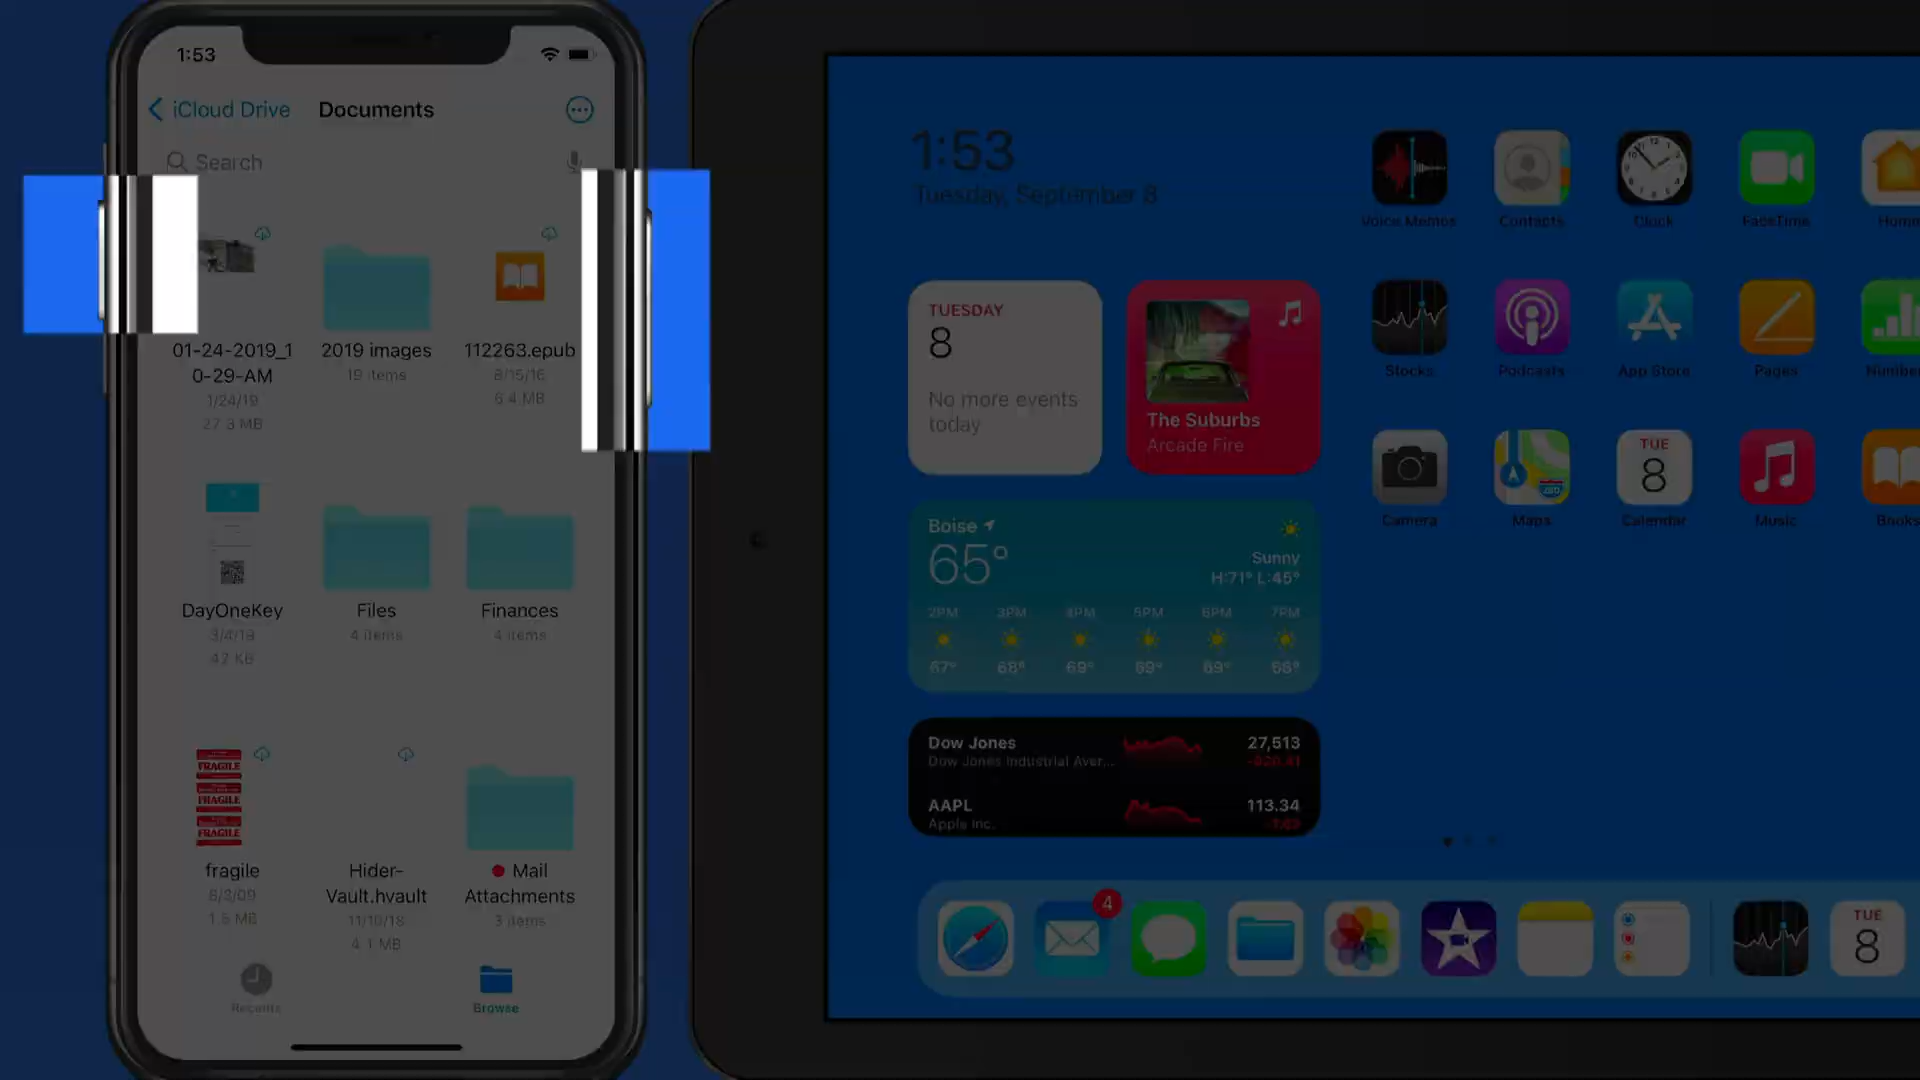 1:53
iCloud Drive
Documents
Search
01-24-2019_1
0-29-AM
1/24/19
27.3 MB
2019 images
19 items
112263.epub
8/15/16
6.4 MB
DayOneKey
3/4/19
42 KB
Files
4 items
Finances
4 items
FRAGILE
FRAGILE
FRAGILE
fragile
6/3/09
1.5 MB
Hider-
Vault.hvault
11/10/18
4.1 MB
Mail
Attachments
3 items
Recents
Browse
1:53
Tuesday, September 8
TUESDAY
8
No more events
today
The Suburbs
Arcade Fire
Boise
65°
Sunny
H:71° L:45°
2PM 3PM 4PM 5PM 6PM 7PM
67° 68° 69° 69° 69° 68°
Dow Jones
Dow Jones Industrial Aver...
27,513
AAPL
Apple Inc.
113.34
Voice Memos
Contacts
Clock
FaceTime
Home
Stocks
Podcasts
App Store
Pages
Number
Camera
Maps
TUE
8
Calendar
Music
Books
4
TUE
8